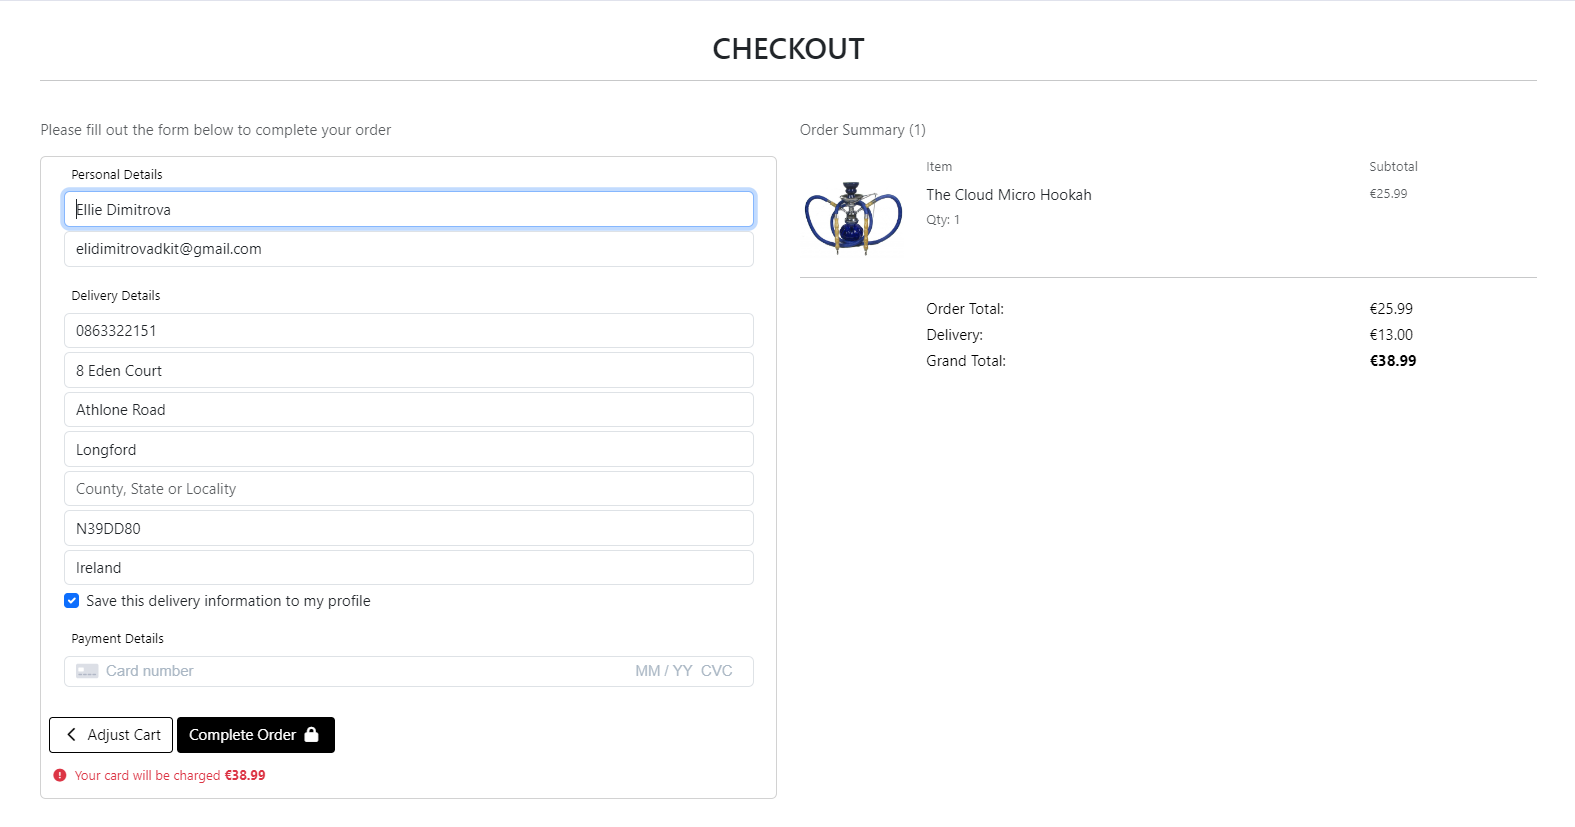 CHECKOUT
Please fill out the form below to complete your order
Personal Details
Ellie Dimitrova
elidimitrovadkit@gmail.com
Delivery Details
0863322151
8 Eden Court
Athlone Road
Longford
County, State or Locality
N39DD80
Ireland
Save this delivery information to my profile
Payment Details
Card number MM / YY CVC
Adjust Cart Complete Order
Your card will be charged €38.99
Order Summary (1)
Item Subtotal
The Cloud Micro Hookah €25.99
Qty: 1
Order Total: €25.99
Delivery: €13.00
Grand Total: €38.99